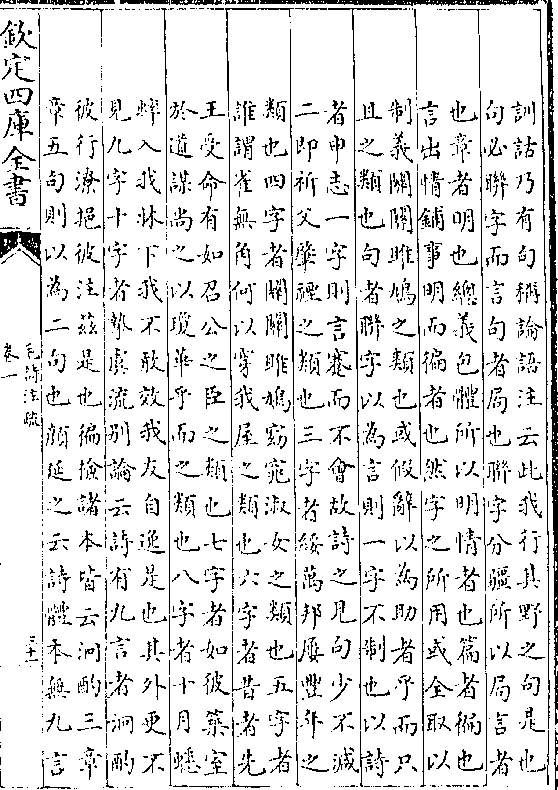 訓詁乃有句稱論語注云此我行其野之句是也
句必聯字而言句者局也聯字分疆所以局言者
也章者明也總義包體所以明情者也篇者徧也
言出情鋪事明而徧者也然字之所用或全取以
制義關關雎鳩之類也或假辭以為助者乎而只
且之類也句者聯字以為言則一字不制也以詩
者申志一字則言蹇而不會故詩之見句少不減
二即祈父肇禋之類也三字者綏萬邦屢豐年之
類也四字者關關雎鳩窈窕淑女之類也五字者
誰謂雀無角何以穿我屋之類也六字者昔者先
王受命有如召公之臣之類也七字者如彼築室
於道謀尚之以瓊華乎而之類也八字者十月蟋
蟀入我牀下我不敢效我友自逸是也其外更不
見九字十字者摯虞流別論云詩有九言者泂酌
彼行潦挹彼注茲是也徧檢諸本皆云泂酌三章
章五句則以為二句也顔延之云詩體本無九言
欽定四庫全書
毛詩注疏
卷一
三十一